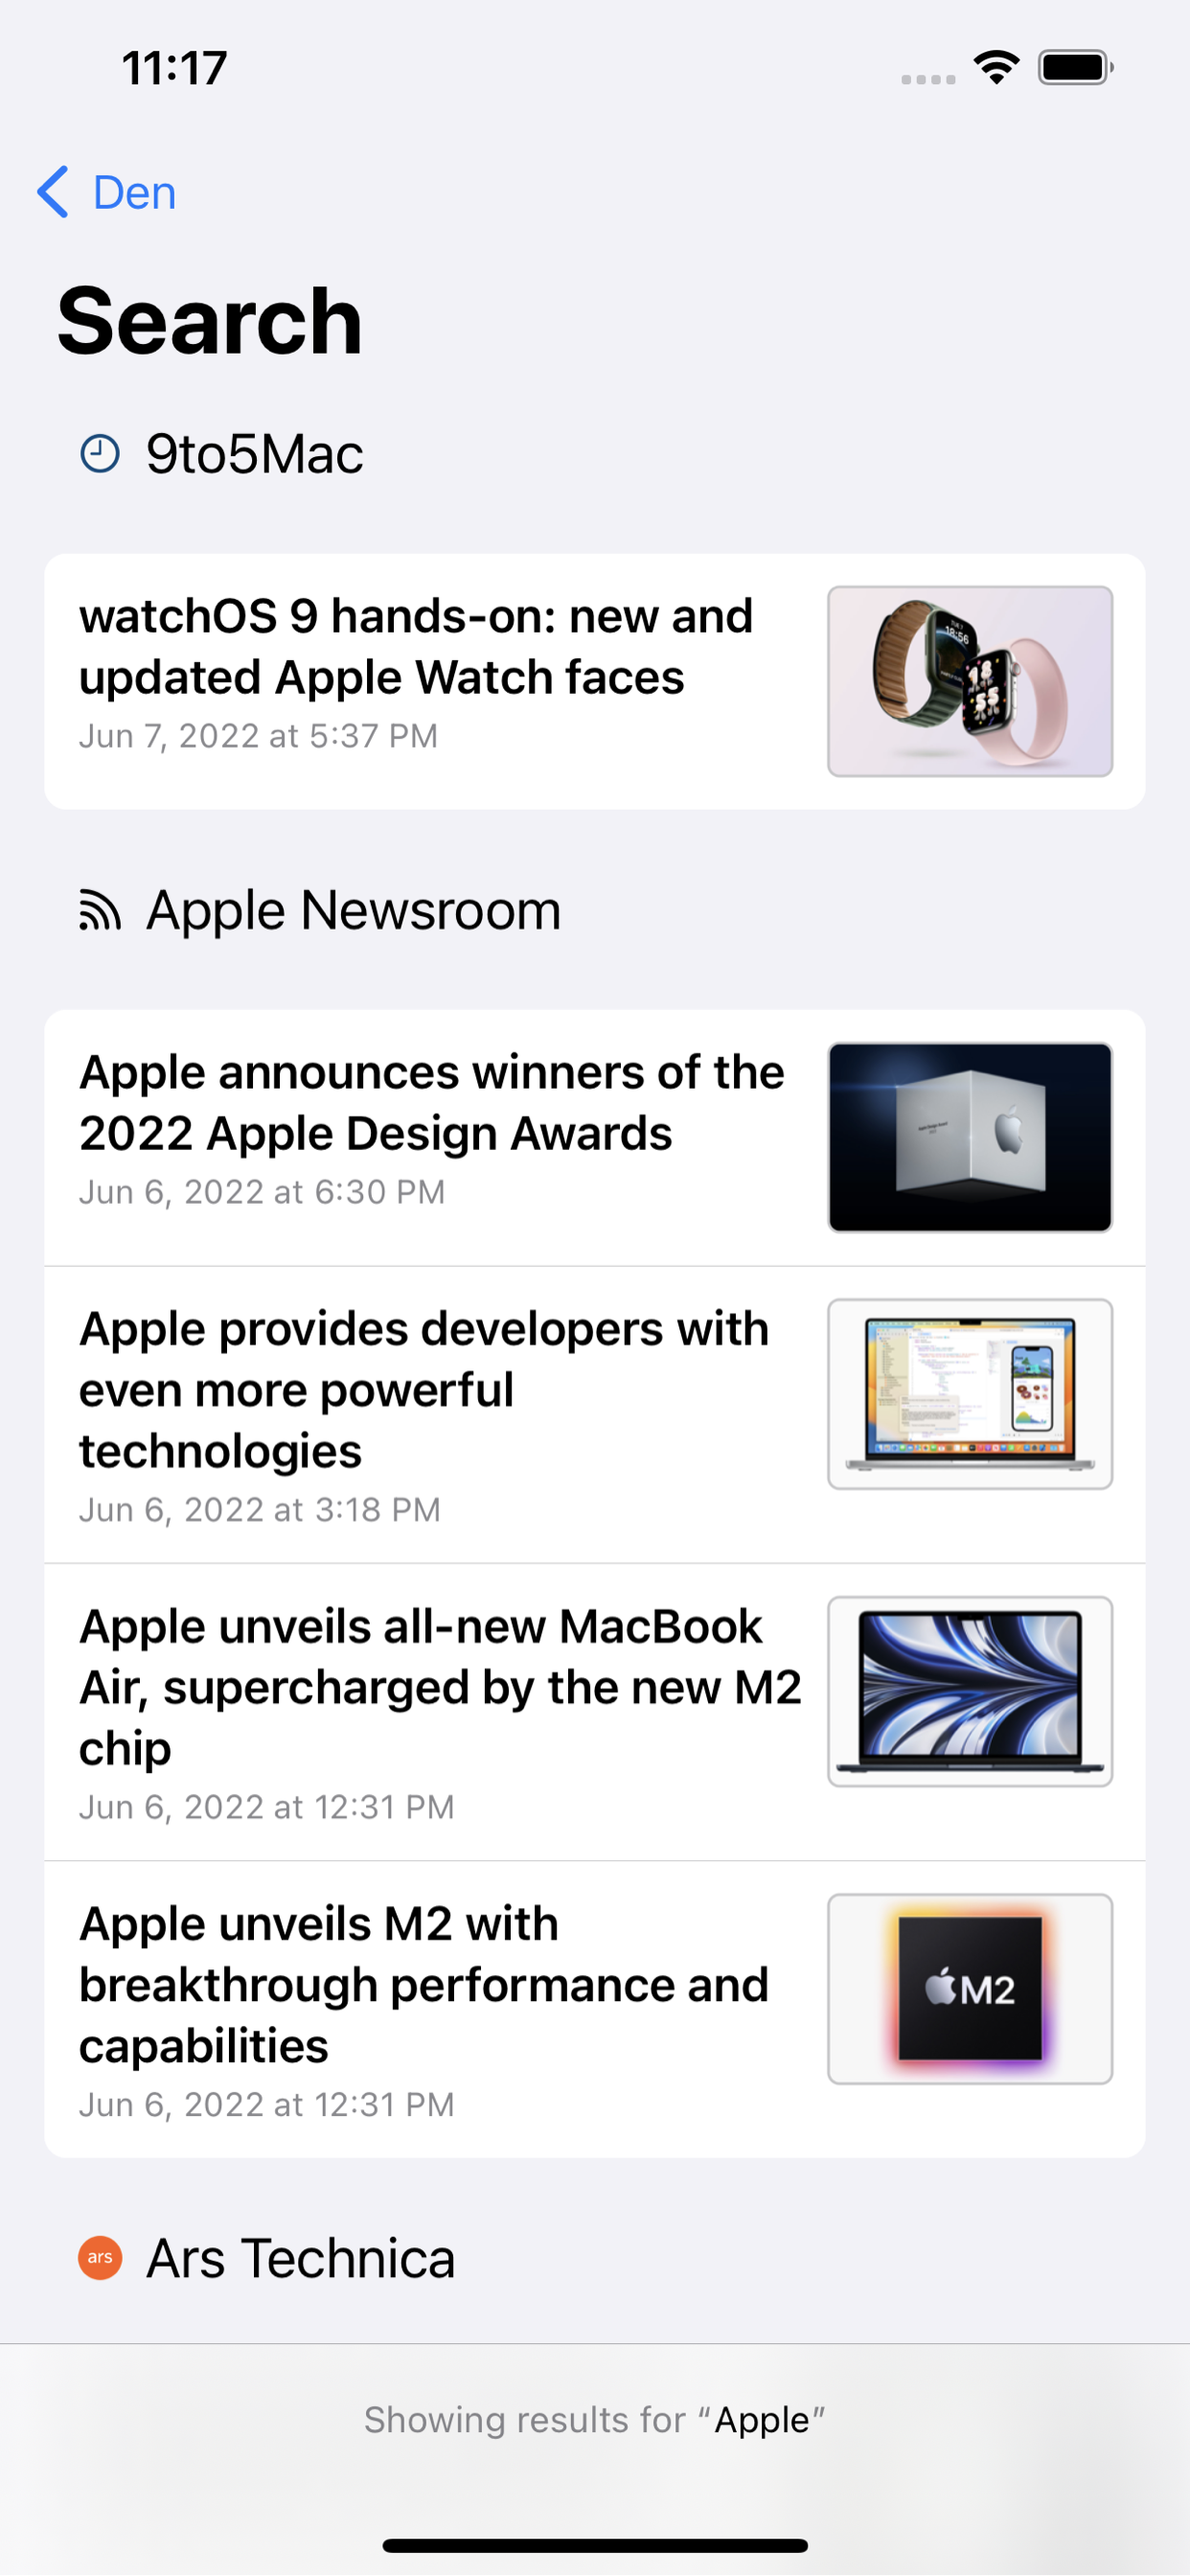 11:17
Den
Search
9to5Mac
watchOS 9 hands-on: new and
updated Apple Watch faces
Jun 7, 2022 at 5:37 PM
TUE 7
18:56
Apple Newsroom
Apple announces winners of the
2022 Apple Design Awards
Jun 6, 2022 at 6:30 PM
Apple provides developers with
even more powerful
technologies
Jun 6, 2022 at 3:18 PM
Apple unveils all-new MacBook
Air, supercharged by the new M2
chip
Jun 6, 2022 at 12:31 PM
Apple unveils M2 with
breakthrough performance and
capabilities
Jun 6, 2022 at 12:31 PM
M2
ars
Ars Technica
Showing results for “Apple”